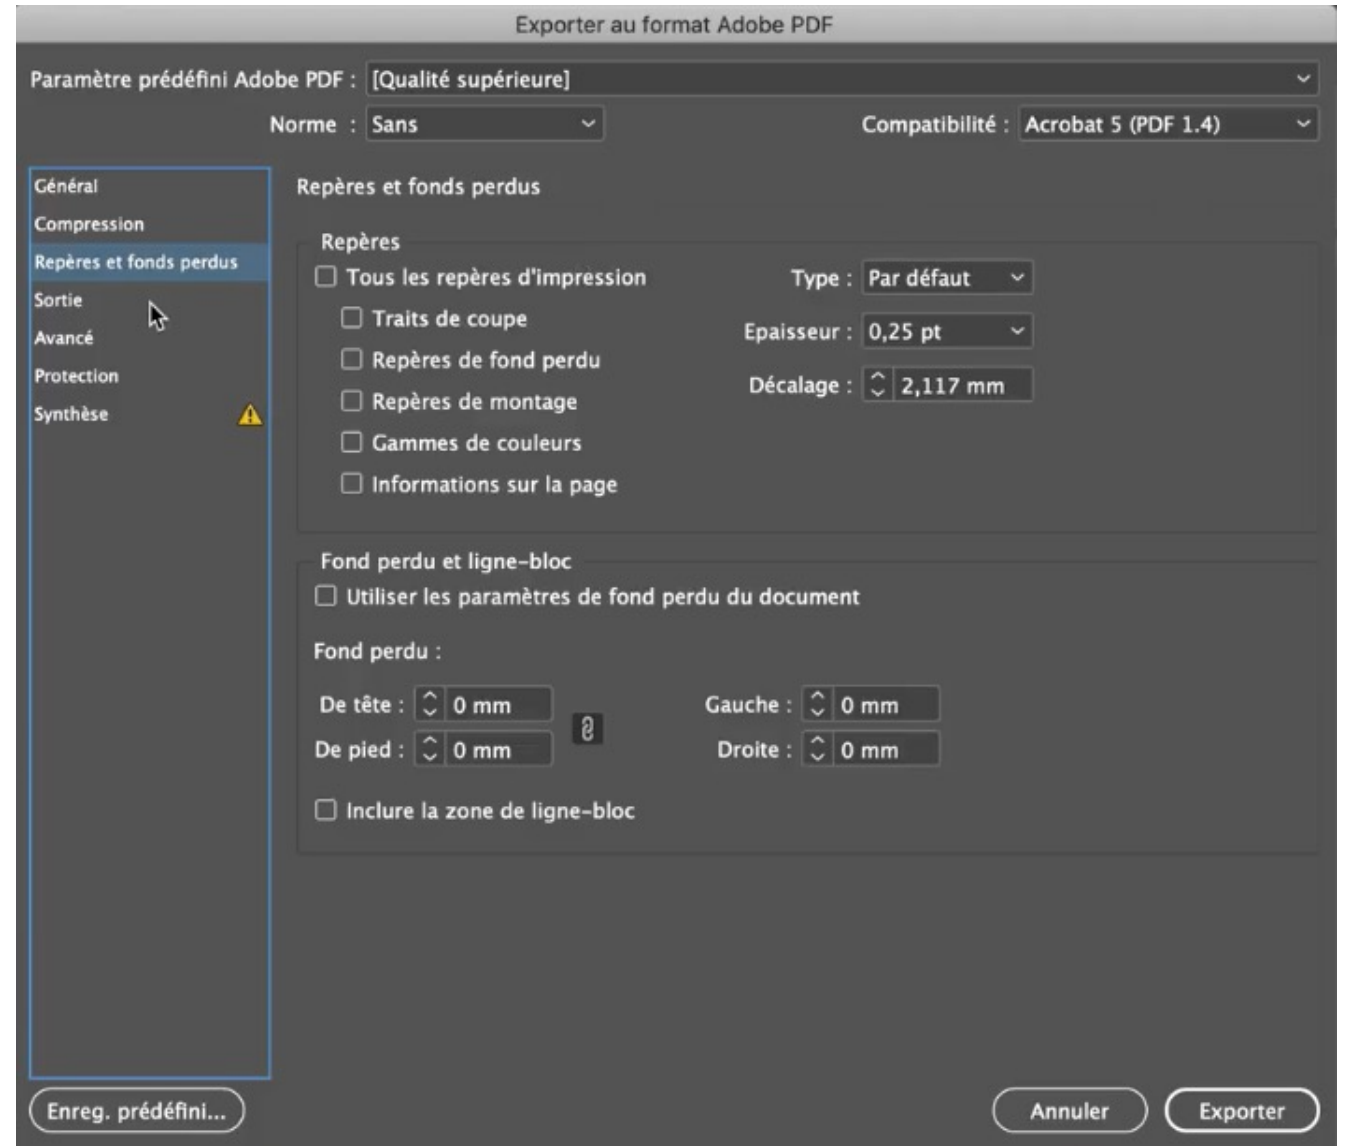 Exporter au format Adobe PDF
Paramètre prédéfini Adobe PDF : [Qualité supérieure]
Norme : Sans Compatibilité : Acrobat 5 (PDF 1.4)
Général
Compression
Repères et fonds perdus
Sortie
Avancé
Protection
Synthèse
Repères et fonds perdus
Repères
Tous les repères d'impression
Traits de coupe
Repères de fond perdu
Repères de montage
Gammes de couleurs
Informations sur la page
Type : Par défaut
Epaisseur : 0,25 pt
Décalage : 2,117 mm
Fond perdu et ligne-bloc
Utiliser les paramètres de fond perdu du document
Fond perdu :
De tête : 0 mm Gauche : 0 mm
De pied : 0 mm Droite : 0 mm
Inclure la zone de ligne-bloc
Enreg. prédéfini... Annuler Exporter